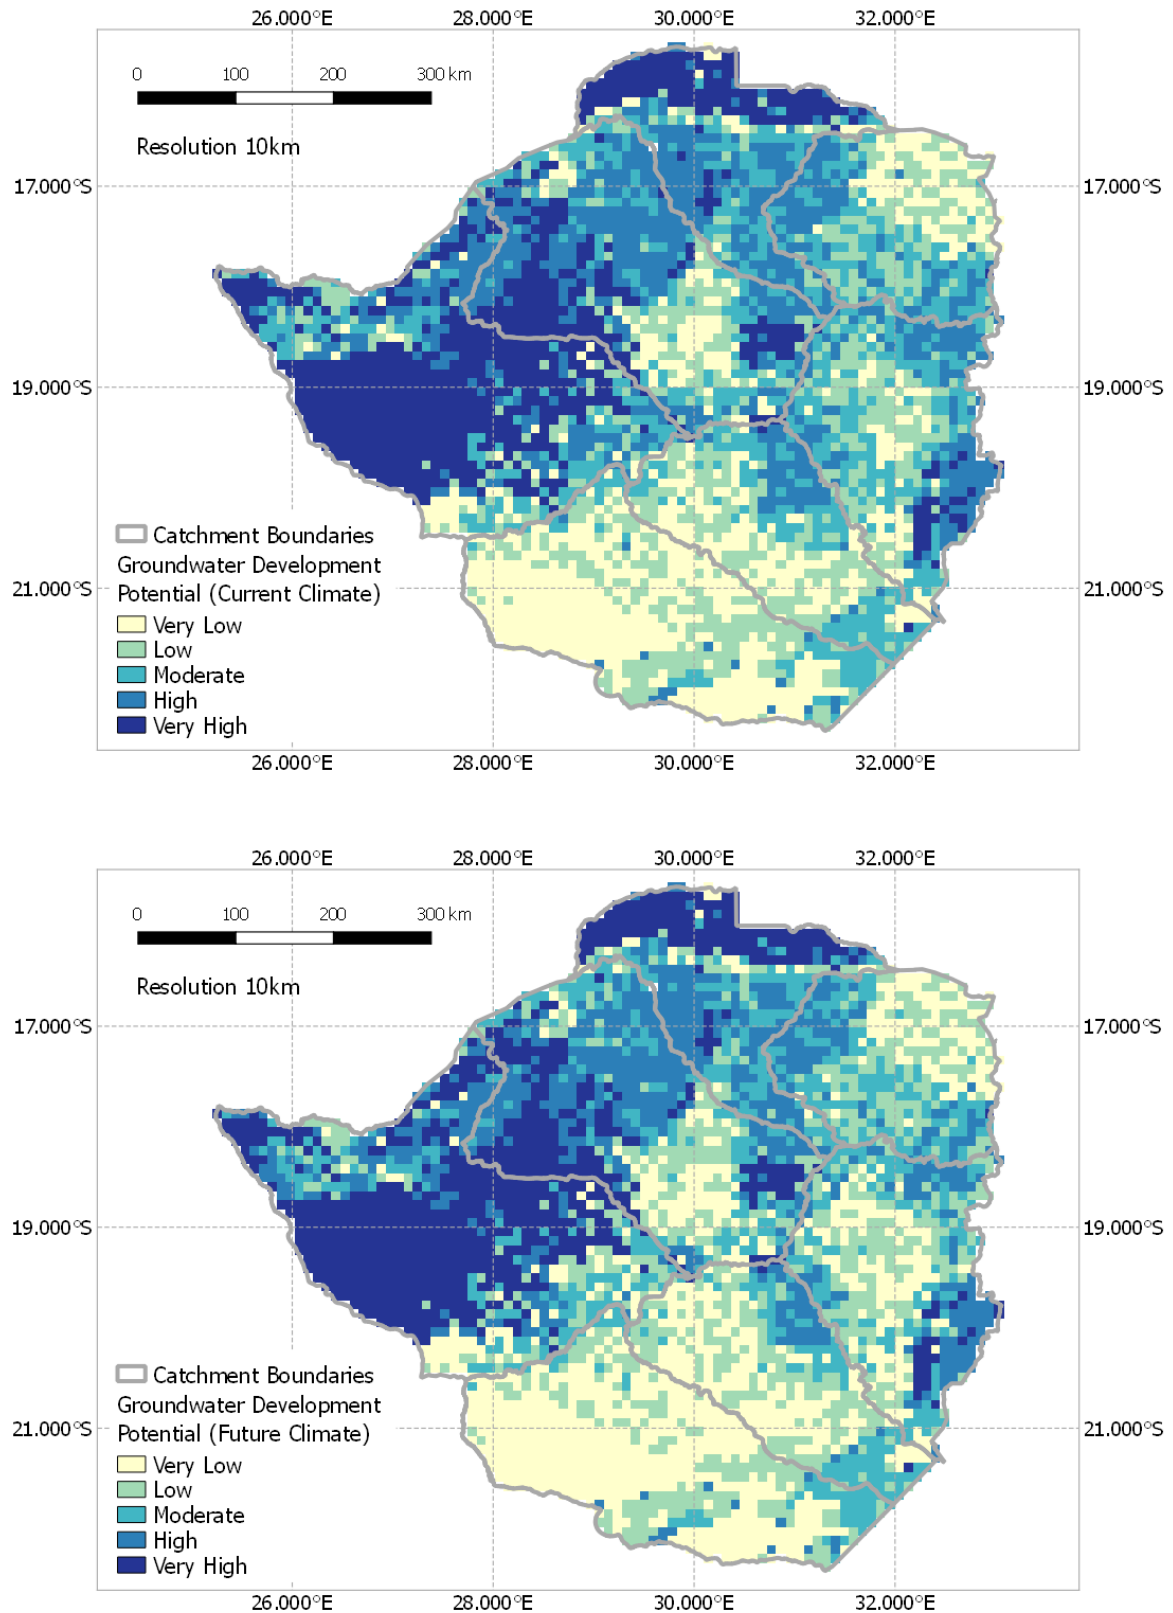 26.000°E 28.000°E 30.000°E 32.000°E
0 100 200 300 km
Resolution 10km
17.000°S 17.000°S
19.000°S 19.000°S
Catchment Boundaries
Groundwater Development
21.000°S Potential (Current Climate) 21.000°S
Very Low
Low
Moderate
High
Very High
26.000°E 28.000°E 30.000°E 32.000°E
26.000°E 28.000°E 30.000°E 32.000°E
0 100 200 300 km
Resolution 10km
17.000°S 17.000°S
19.000°S 19.000°S
Catchment Boundaries
Groundwater Development
21.000°S Potential (Future Climate) 21.000°S
Very Low
Low
Moderate
High
Very High
26.000°E 28.000°E 30.000°E 32.000°E